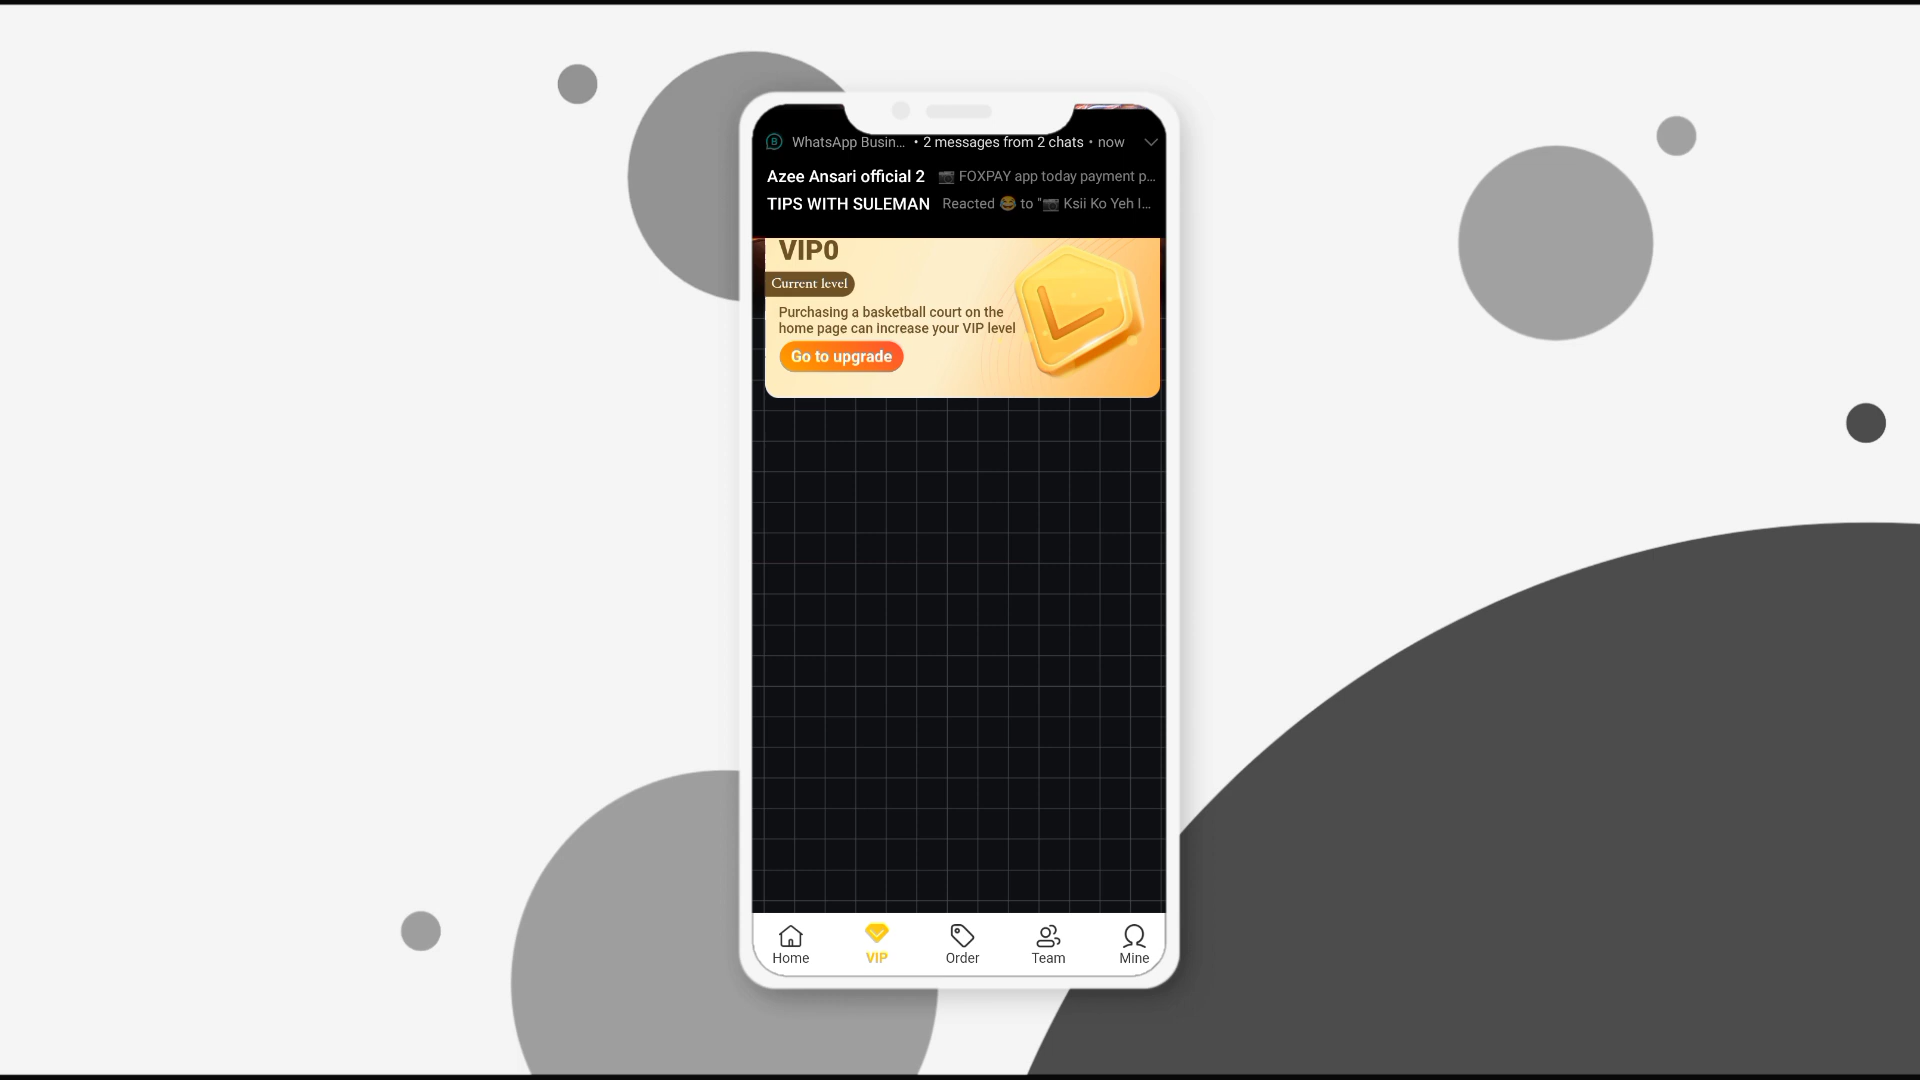 WhatsApp Busin... • 2 messages from 2 chats • now
Azee Ansari official 2 📷 FOXPAY app today payment p...
TIPS WITH SULEMAN Reacted 😂 to "📷 Ksii Ko Yeh I...
VIP0
Current level
Purchasing a basketball court on the
home page can increase your VIP level
Go to upgrade
Home VIP Order Team Mine